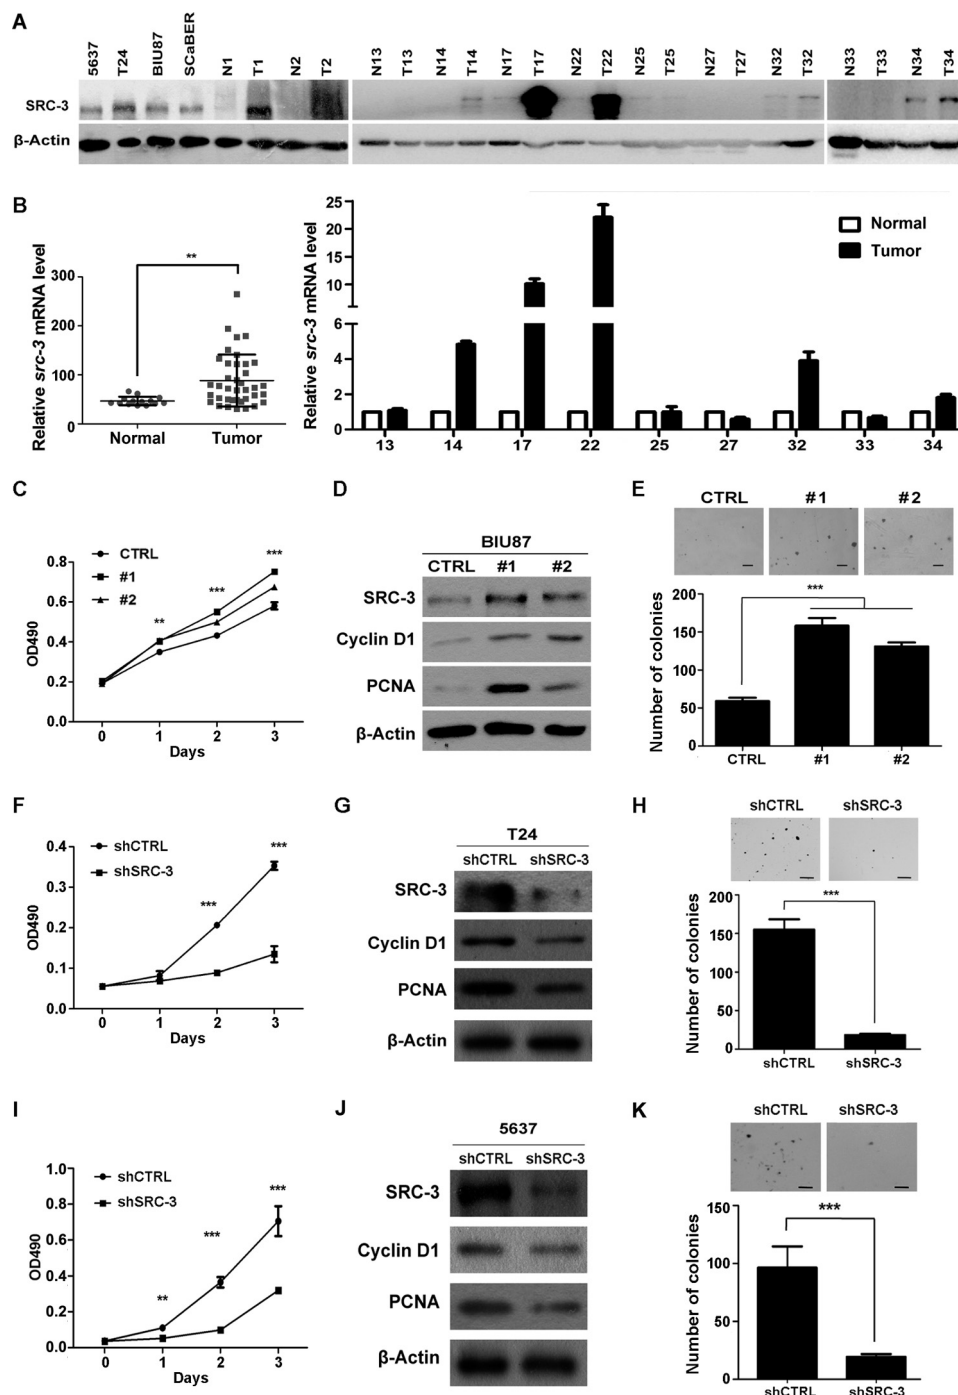 A
5637 T24 BIU87 SCaBER N1 T1 N2 T2 N13 T13 N14 T14 N17 T17 N22 T22 N25 T25 N27 T27 N32 T32 N33 T33 N34 T34
SRC-3
β-Actin
B
Relative src-3 mRNA level
300
200
100
0
Normal Tumor
**
Relative src-3 mRNA level
25
20
15
10
6
4
2
0
Normal
Tumor
13 14 17 22 25 27 32 33 34
C
OD490
0.8
0.6
0.4
0.2
0.0
CTRL
#1
#2
** *** ***
0 1 2 3
Days
D
BIU87
CTRL #1 #2
SRC-3
Cyclin D1
PCNA
β-Actin
E
CTRL #1 #2
***
Number of colonies
200
150
100
50
0
CTRL #1 #2
F
OD490
0.4
0.3
0.2
0.1
0.0
shCTRL
shSRC-3
*** ***
0 1 2 3
Days
G
T24
shCTRL shSRC-3
SRC-3
Cyclin D1
PCNA
β-Actin
H
shCTRL shSRC-3
***
Number of colonies
200
150
100
50
0
shCTRL shSRC-3
I
OD490
1.0
0.8
0.6
0.4
0.2
0.0
shCTRL
shSRC-3
** *** ***
0 1 2 3
Days
J
5637
shCTRL shSRC-3
SRC-3
Cyclin D1
PCNA
β-Actin
K
shCTRL shSRC-3
***
Number of colonies
150
100
50
0
shCTRL shSRC-3